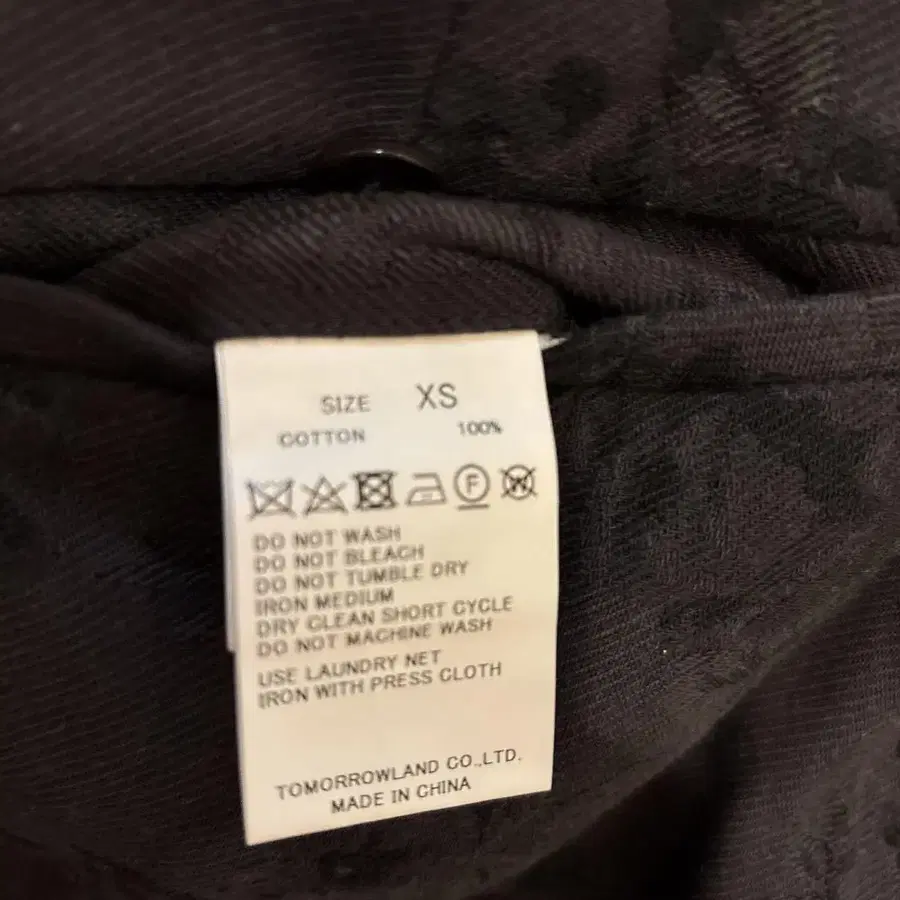 SIZE XS
COTTON 100%
F W
DO NOT WASH
DO NOT BLEACH
DO NOT TUMBLE DRY
IRON MEDIUM
DRY CLEAN SHORT CYCLE
DO NOT MACHINE WASH
USE LAUNDRY NET
IRON WITH PRESS CLOTH
TOMORROWLAND CO.,LTD.
MADE IN CHINA